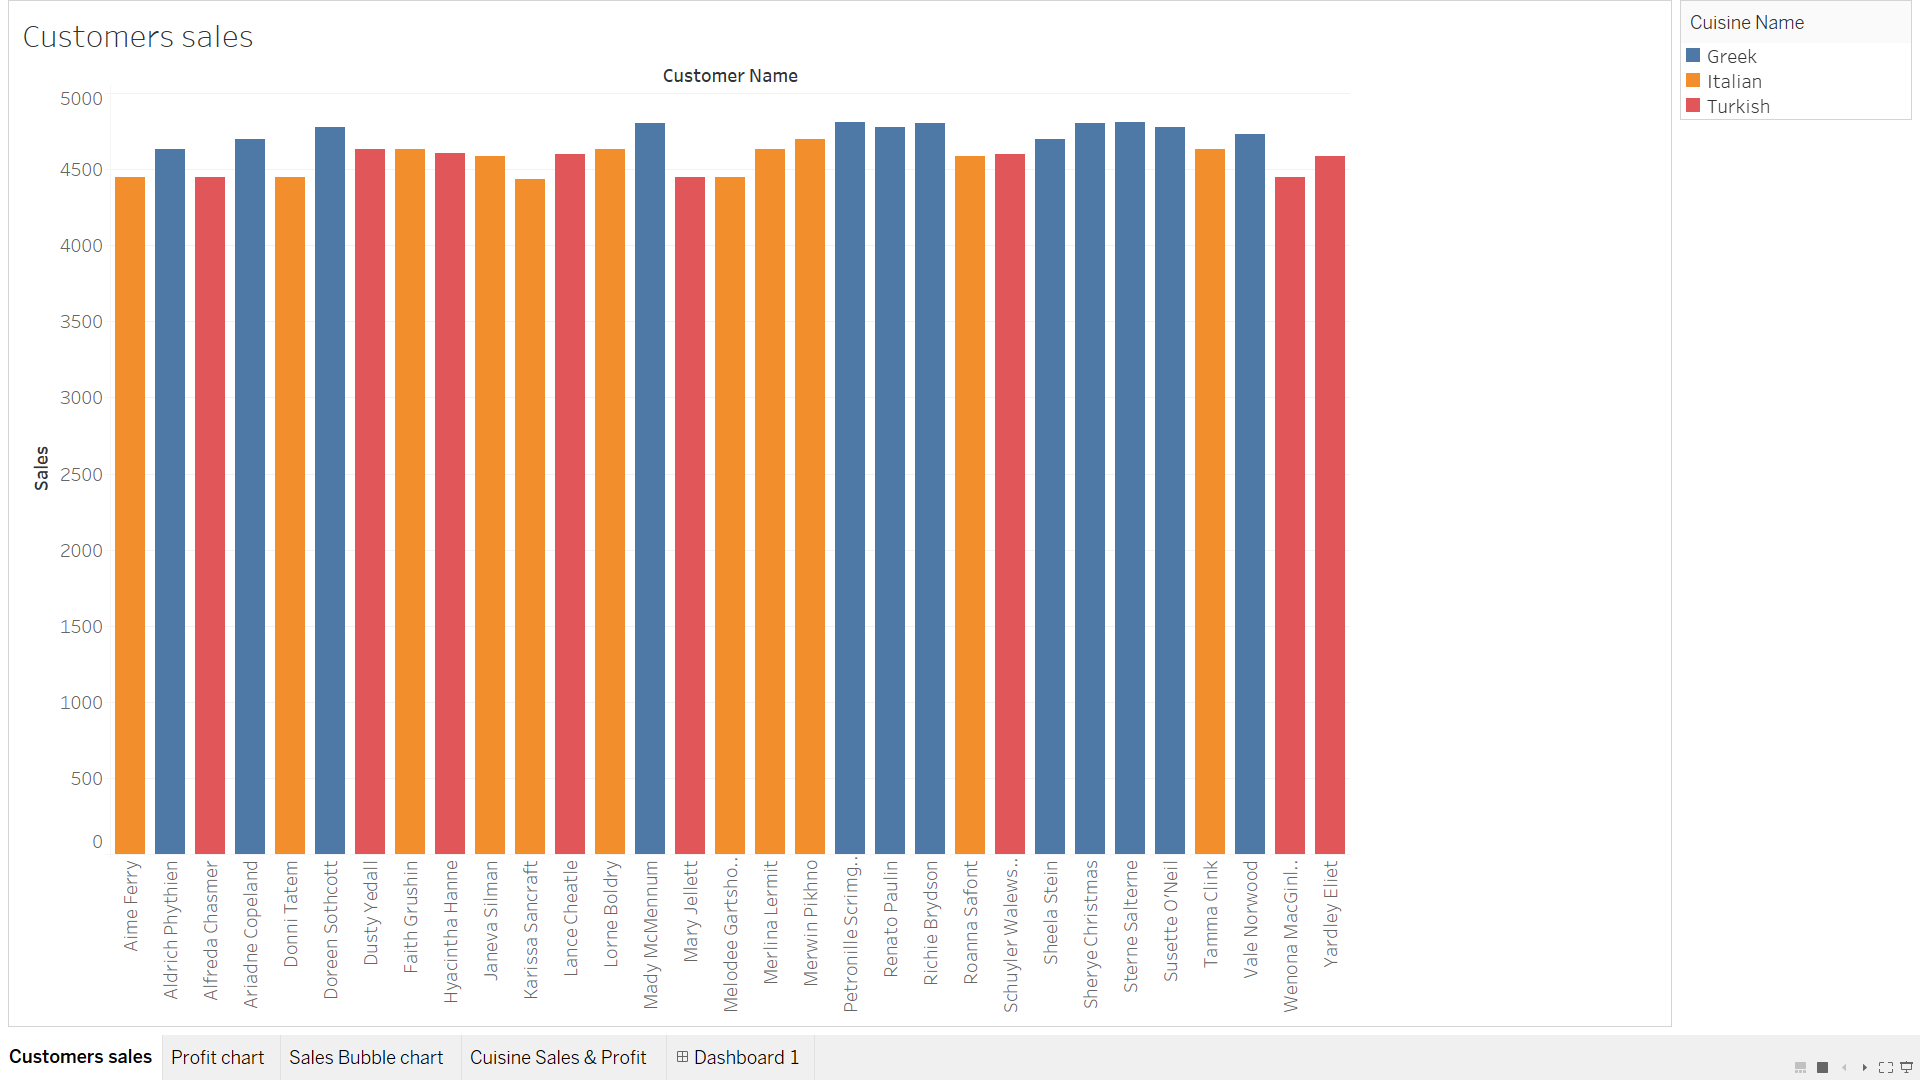 Customers sales
Customer Name
5000
4500
4000
3500
3000
2500
2000
1500
1000
500
0
Sales
Aime Ferry
Aldrich Phythien
Alfreda Chasmer
Ariadne Copeland
Donni Tatem
Doreen Sothcott
Dusty Yedall
Faith Grushin
Hyacintha Hanne
Janeva Silman
Karissa Sancraft
Lance Cheatle
Lorne Boldry
Mady McMennum
Mary Jellett
Melodee Gartsho..
Merlina Lermit
Merwin Pikhno
Petronille Scrimg..
Renato Paulin
Richie Brydson
Roanna Safont
Schuyler Walews..
Sheela Stein
Sherye Christmas
Sterne Salterne
Susette O'Neil
Tamma Clink
Vale Norwood
Wenona MacGinl..
Yardley Eliet
Cuisine Name
Greek
Italian
Turkish
Customers sales
Profit chart
Sales Bubble chart
Cuisine Sales & Profit
Dashboard 1